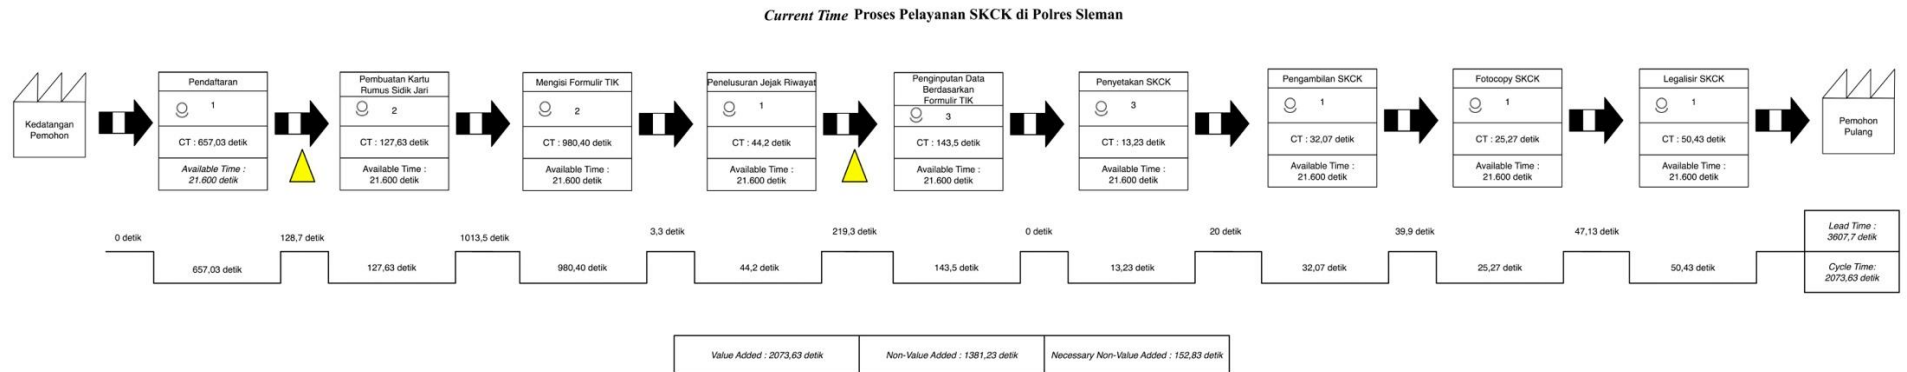 Current Time Proses Pelayanan SKCK di Polres Sleman
Kedatangan
Pemohon
Pendaftaran
1
CT : 657,03 detik
Available Time :
21.600 detik
Pembuatan Kartu
Rumus Sidik Jari
2
CT : 127,63 detik
Available Time :
21.600 detik
Mengisi Formulir TIK
2
CT : 980,40 detik
Available Time :
21.600 detik
Penelusuran Jejak Riwayat
1
CT : 44,2 detik
Available Time :
21.600 detik
Penginputan Data
Berdasarkan
Formulir TIK
3
CT : 143,5 detik
Available Time :
21.600 detik
Penyetakan SKCK
3
CT : 13,23 detik
Available Time :
21.600 detik
Pengambilan SKCK
1
CT : 32,07 detik
Available Time :
21.600 detik
Fotocopy SKCK
1
CT : 25,27 detik
Available Time :
21.600 detik
Legalisir SKCK
1
CT : 50,43 detik
Available Time :
21.600 detik
Pemohon
Pulang
0 detik
128,7 detik
1013,5 detik
3,3 detik
219,3 detik
0 detik
20 detik
39,9 detik
47,13 detik
Lead Time :
3607,7 detik
657,03 detik
127,63 detik
980,40 detik
44,2 detik
143,5 detik
13,23 detik
32,07 detik
25,27 detik
50,43 detik
Cycle Time:
2073,63 detik
Value Added : 2073,63 detik
Non-Value Added : 1381,23 detik
Necessary Non-Value Added : 152,83 detik